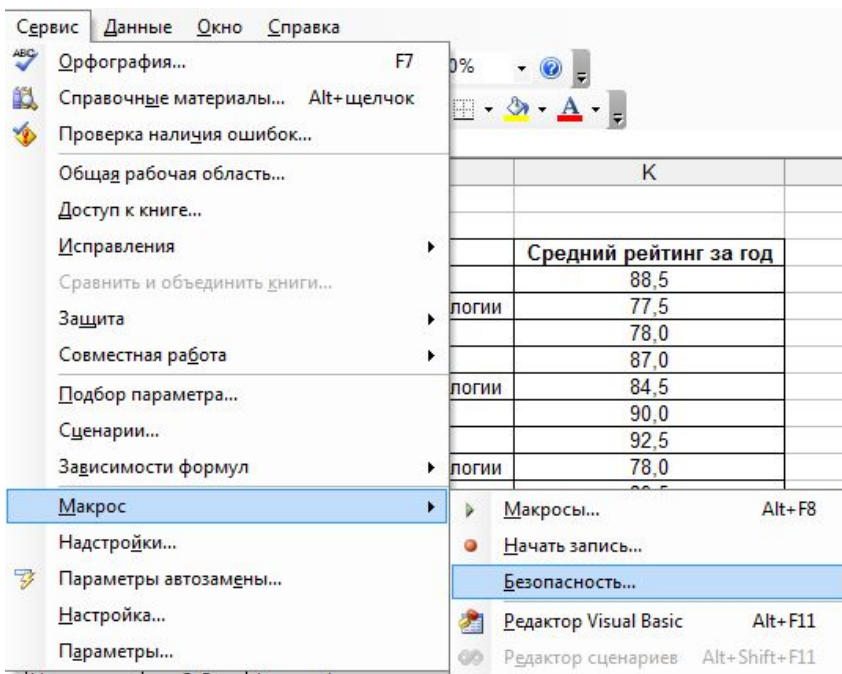 Сервис Данные Окно Справка
ABC Орфография... F7
Справочные материалы... Alt+щелчок
Проверка наличия ошибок...
Общая рабочая область...
Доступ к книге...
Исправления
Сравнить и объединить книги...
Защита
Совместная работа
Подбор параметра...
Сценарии...
Зависимости формул
Макрос
Надстройки...
Параметры автозамены...
Настройка...
Параметры...
0%
A
K
Средний рейтинг за год
88,5
логии 77,5
78,0
87,0
логии 84,5
90,0
92,5
логии 78,0
Макросы... Alt+F8
Начать запись...
Безопасность...
Редактор Visual Basic Alt+F11
Редактор сценариев Alt+Shift+F11